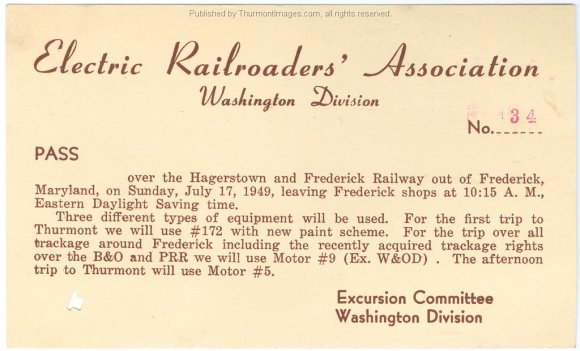 Published by ThurmontImages.com, all rights reserved.
Electric Railroaders' Association
Washington Division
34
No.......
PASS
over the Hagerstown and Frederick Railway out of Frederick,
Maryland, on Sunday, July 17, 1949, leaving Frederick shops at 10:15 A. M.,
Eastern Daylight Saving time.
Three different types of equipment will be used. For the first trip to
Thurmont we will use #172 with new paint scheme. For the trip over all
trackage around Frederick including the recently acquired trackage rights
over the B&O and PRR we will use Motor #9 (Ex. W&OD) . The afternoon
trip to Thurmont will use Motor #5.
Excursion Committee
Washington Division